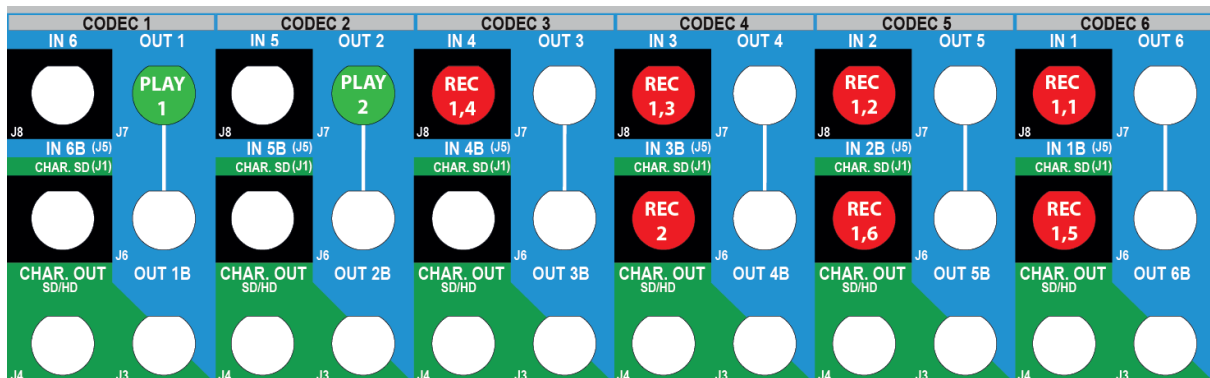 CODEC 1 CODEC 2 CODEC 3 CODEC 4 CODEC 5 CODEC 6
IN 6 OUT 1 IN 5 OUT 2 IN 4 OUT 3 IN 3 OUT 4 IN 2 OUT 5 IN 1 OUT 6
PLAY PLAY REC REC REC REC
1 2 1,4 1,3 1,2 1,1
J8 J7 J8 J7 J8 J7 J8 J7 J8 J7 J8 J7
IN 6B (J5) IN 5B (J5) IN 4B (J5) IN 3B (J5) IN 2B (J5) IN 1B (J5)
CHAR. SD (J1) CHAR. SD (J1) CHAR. SD (J1) CHAR. SD (J1) CHAR. SD (J1) CHAR. SD (J1)
REC REC REC
2 1,6 1,5
J6 J6 J6 J6 J6 J6
CHAR. OUT OUT 1B CHAR. OUT OUT 2B CHAR. OUT OUT 3B CHAR. OUT OUT 4B CHAR. OUT OUT 5B CHAR. OUT OUT 6B
SD/HD SD/HD SD/HD SD/HD SD/HD SD/HD
J4 J3 J4 J3 J4 J3 J4 J3 J4 J3 J4 J3